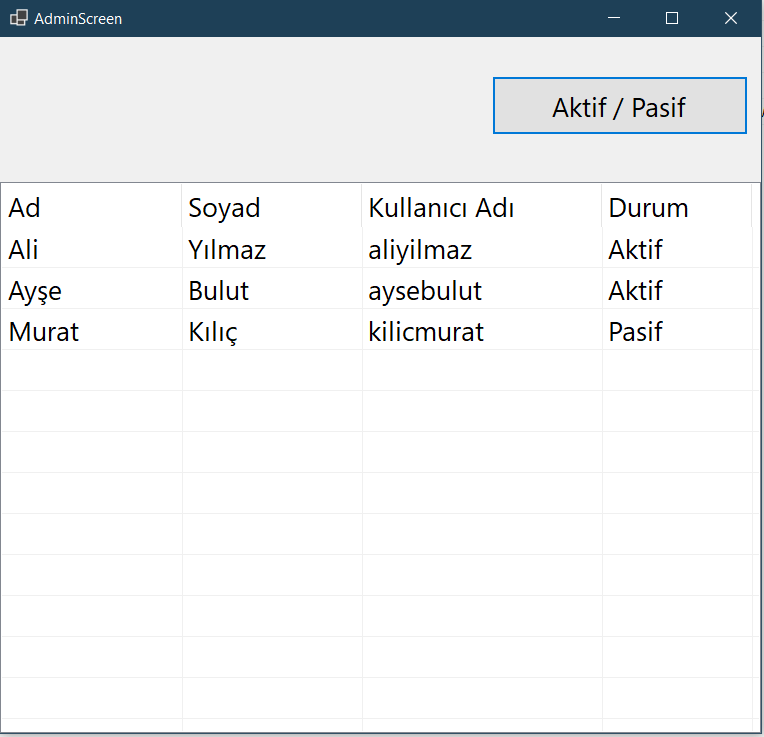 AdminScreen
Aktif / Pasif
Ad Soyad Kullanıcı Adı Durum
Ali Yılmaz aliyilmaz Aktif
Ayşe Bulut aysebulut Aktif
Murat Kılıç kilicmurat Pasif